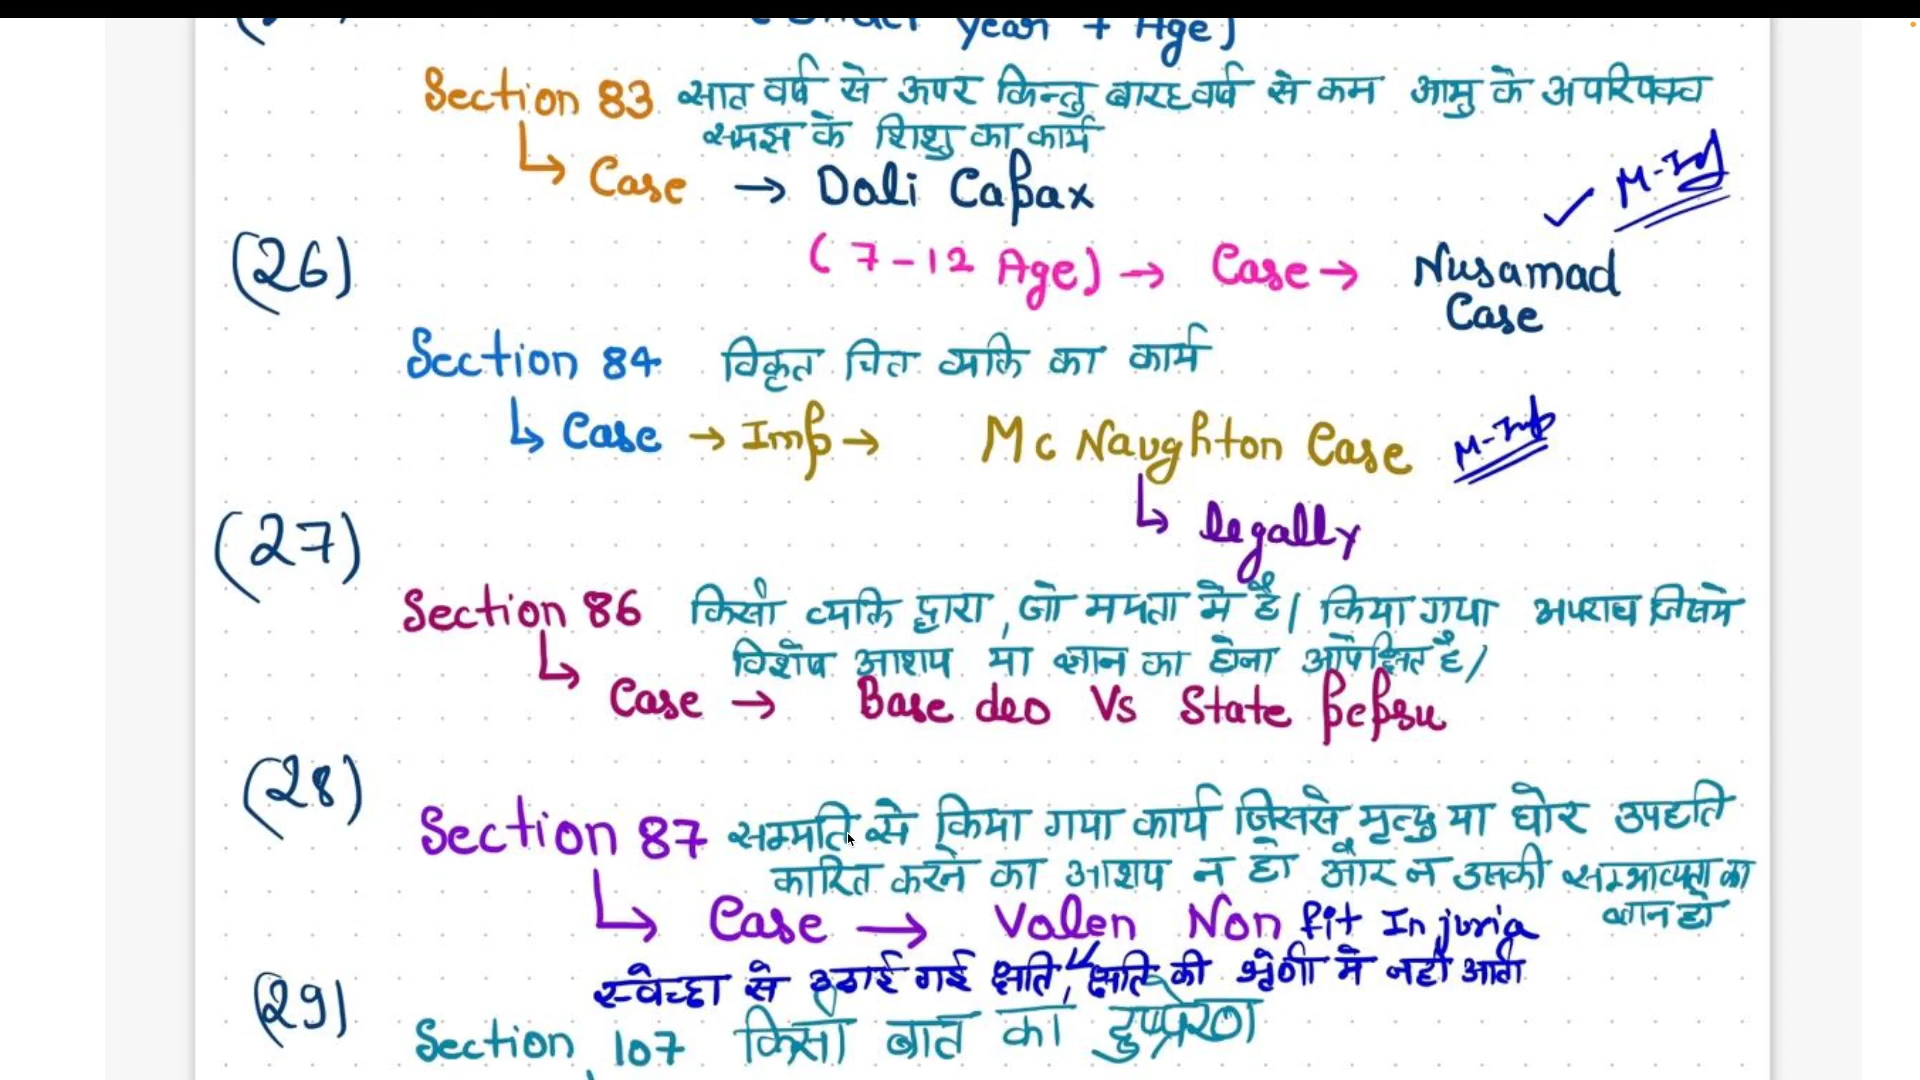 Year + Age)
Section 83 सात वर्ष से ऊपर किन्तु बारह वर्ष से कम आयु के अपरिपक्व
समझ के शिशु का कार्य
Case → Doli Capax
M-Imp
(26)
(7-12 Age) → Case → Nusamad
Case
Section 84 विकृत चित व्यक्ति का कार्य
Case → Imp → Mc Naughton Case M-Imp
legally
(27)
Section 86 किसी व्यक्ति द्वारा, जो मत्तता में है। किया गया अपराध जिसमे
विशेष आशय या ज्ञान का होना अपेक्षित है।
Case → Base deo Vs State pepsu
(28)
Section 87 सम्मति से किया गया कार्य जिससे मृत्यु या घोर उपहति
कारित करने का आशय न हो और न उसकी सम्भाव्यता का
ज्ञान हो
Case → Valen Non fit Injuria
स्वेच्छा से उठाई गई क्षति, क्षति की श्रेणी मे नही आती
(29)
Section 107 किसी बात का दुष्प्रेरण